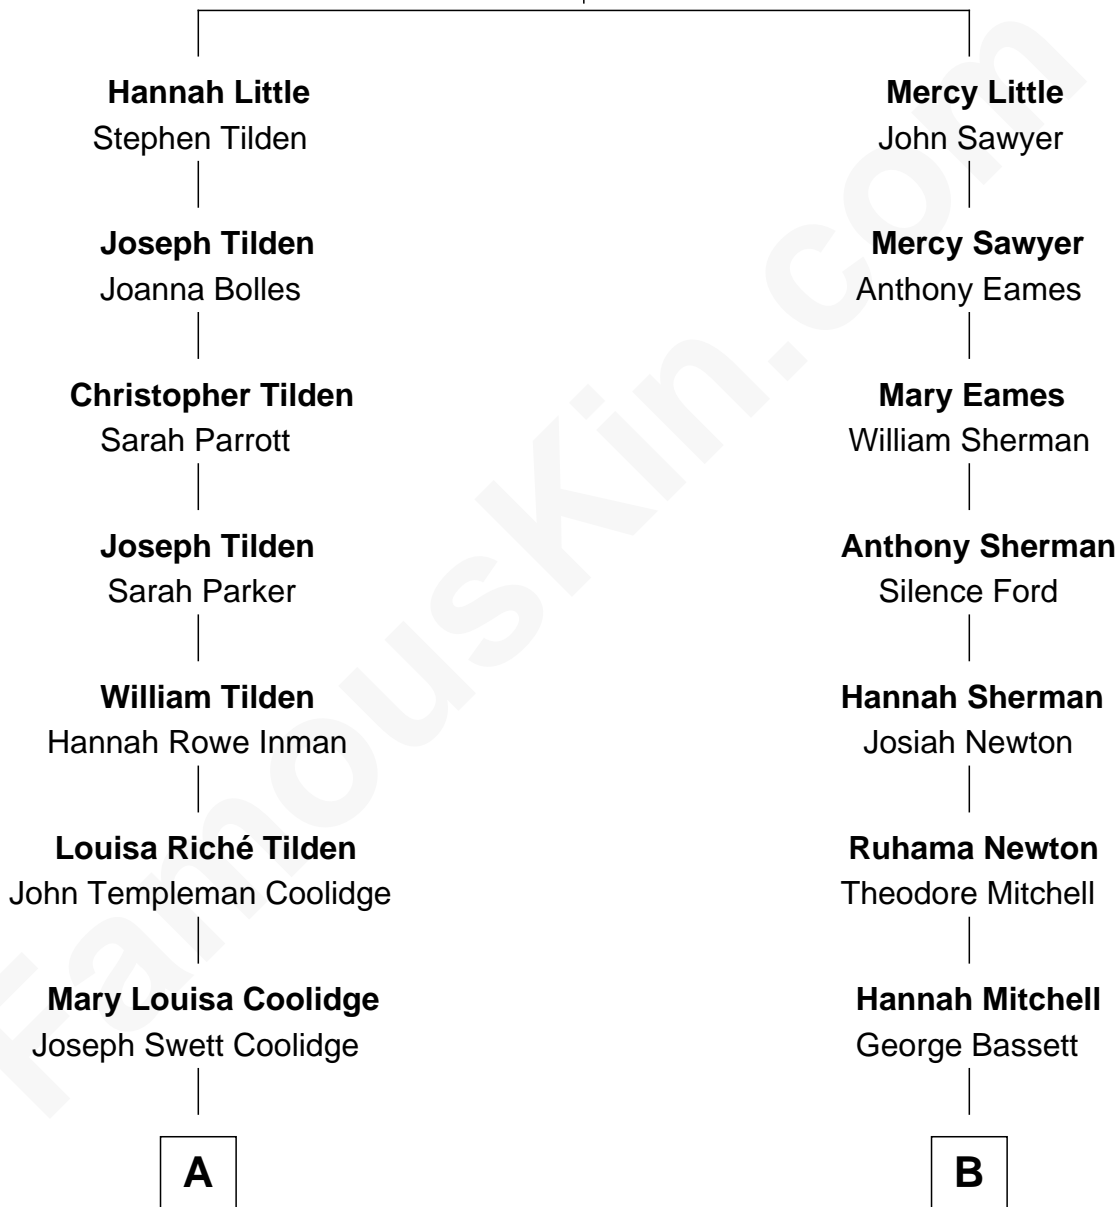 Hannah Little
Stephen Tilden
Joseph Tilden
Joanna Bolles
Christopher Tilden
Sarah Parrott
Joseph Tilden
Sarah Parker
William Tilden
Hannah Rowe Inman
Louisa Riché Tilden
John Templeman Coolidge
Mary Louisa Coolidge
Joseph Swett Coolidge
A
Mercy Little
John Sawyer
Mercy Sawyer
Anthony Eames
Mary Eames
William Sherman
Anthony Sherman
Silence Ford
Hannah Sherman
Josiah Newton
Ruhama Newton
Theodore Mitchell
Hannah Mitchell
George Bassett
B
FamousKin.com